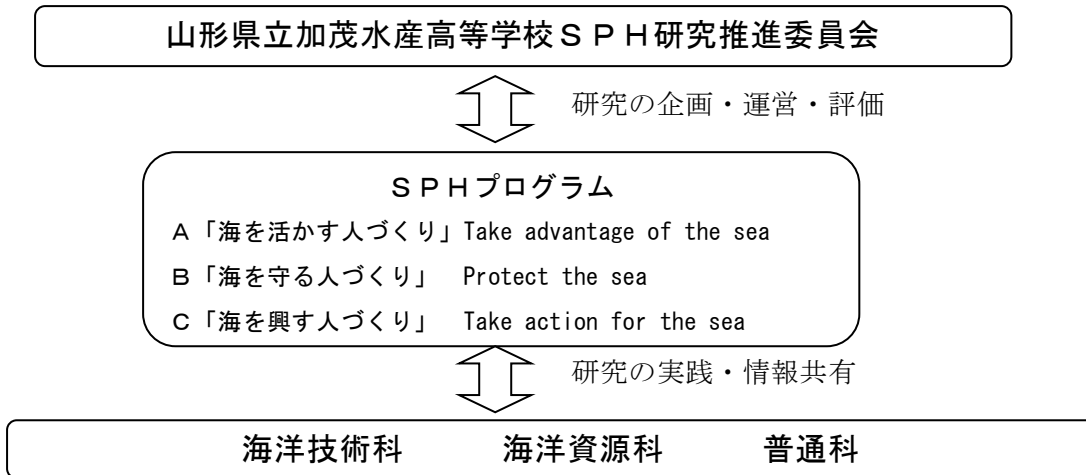 山形県立加茂水産高等学校ＳＰＨ研究推進委員会
研究の企画・運営・評価
ＳＰＨプログラム
Ａ「海を活かす人づくり」Take advantage of the sea
Ｂ「海を守る人づくり」 Protect the sea
Ｃ「海を興す人づくり」 Take action for the sea
研究の実践・情報共有
海洋技術科 海洋資源科 普通科